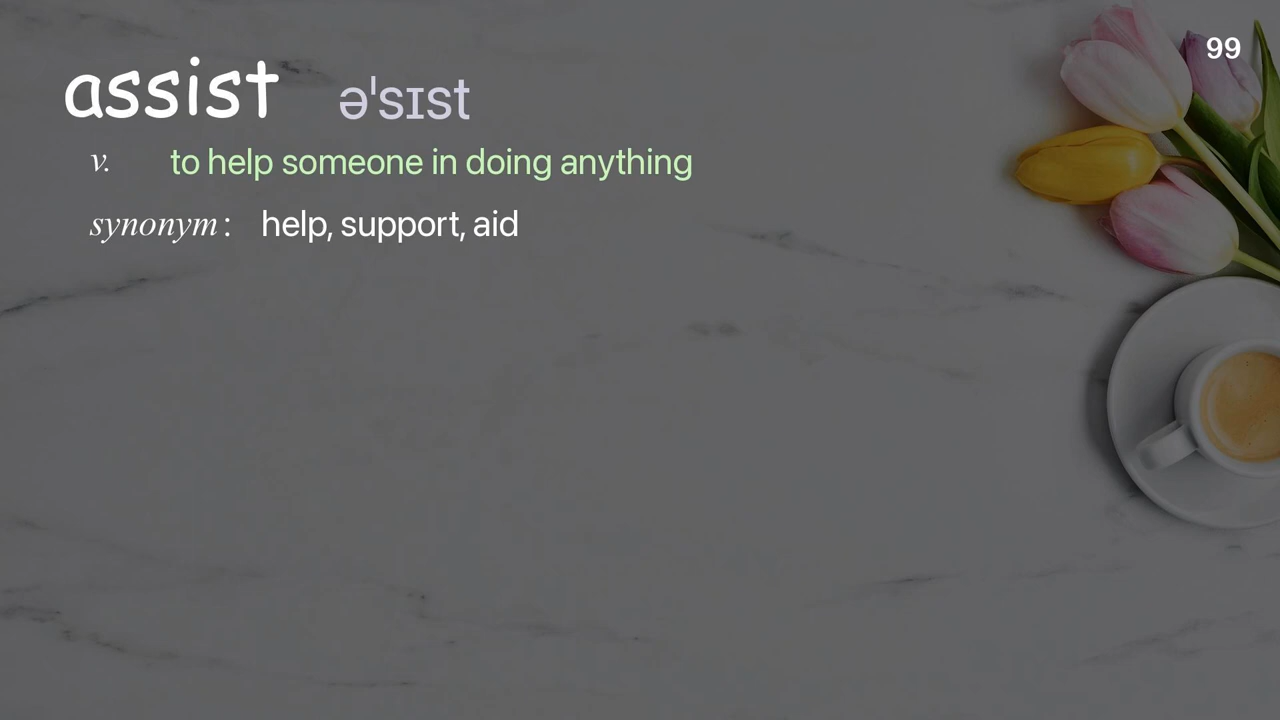 99
assist əˈsɪst
v. to help someone in doing anything
synonym: help, support, aid